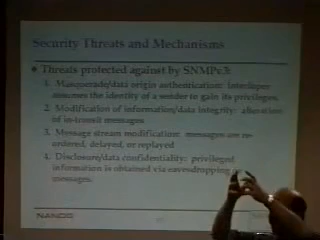 Security Threats and Mechanisms
Threats protected against by SNMPv3:
1. Masquerade/data origin authentication: interloper
assumes the identity of a sender to gain its privileges.
2. Modification of information/data integrity: alteration
of in-transit messages
3. Message stream modification: messages are re-
ordered, delayed, or replayed
4. Disclosure/data confidentiality: privileged
information is obtained via eavesdropping
messages.
NANOG